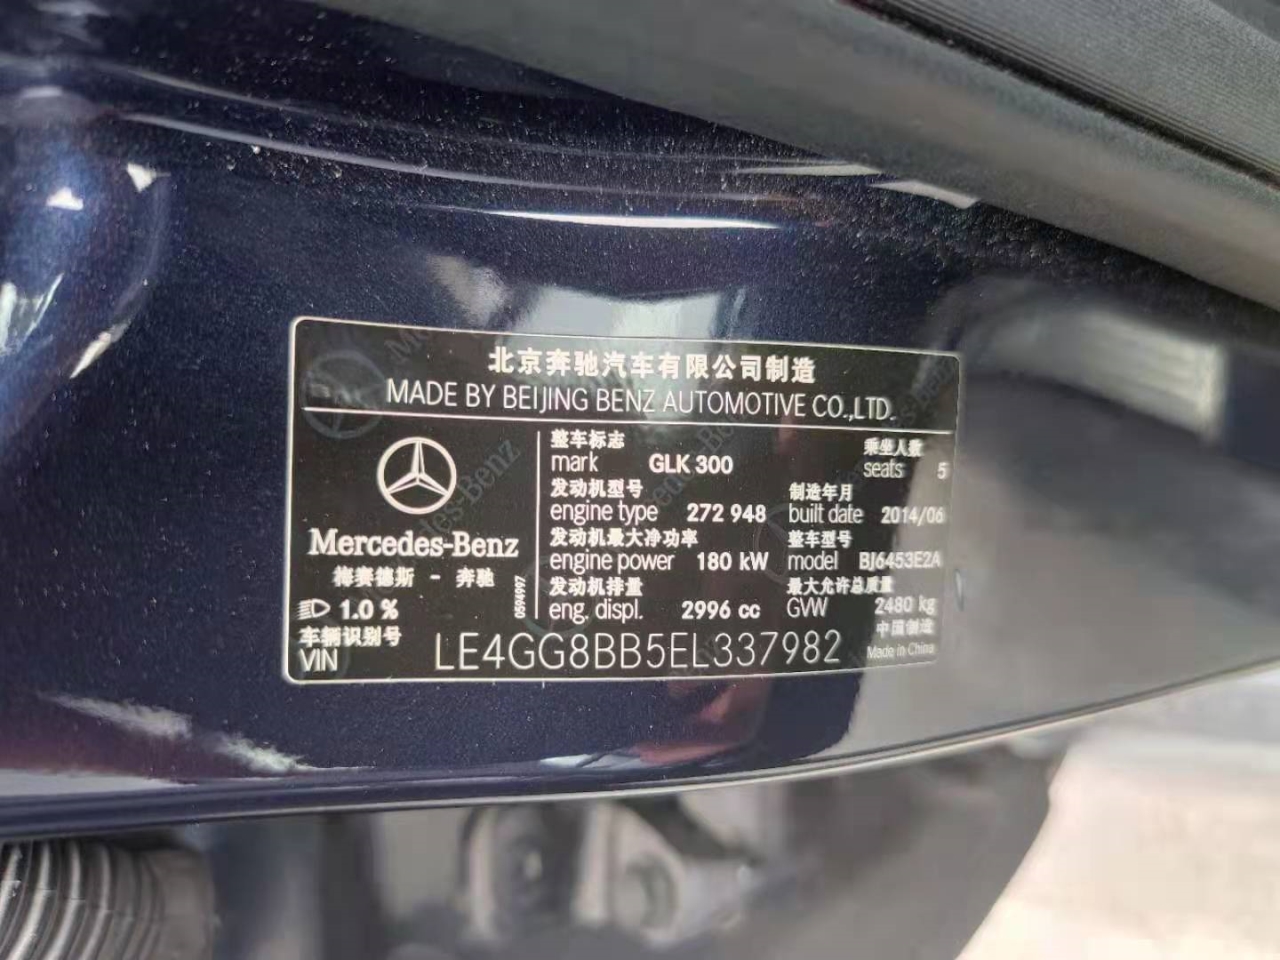 北京奔驰汽车有限公司制造
MADE BY BEIJING BENZ AUTOMOTIVE CO.,LTD.
Mercedes-Benz
梅赛德斯 - 奔驰
1.0 %
0594997
整车标志
mark GLK 300
乘坐人数
seats 5
发动机型号
engine type 272 948
制造年月
built date 2014/06
发动机最大净功率
engine power 180 kW
整车型号
model BJ6453E2A
发动机排量
eng. displ. 2996 cc
最大允许总质量
GVW 2480 kg
车辆识别号
VIN LE4GG8BB5EL337982
中国制造
Made in China